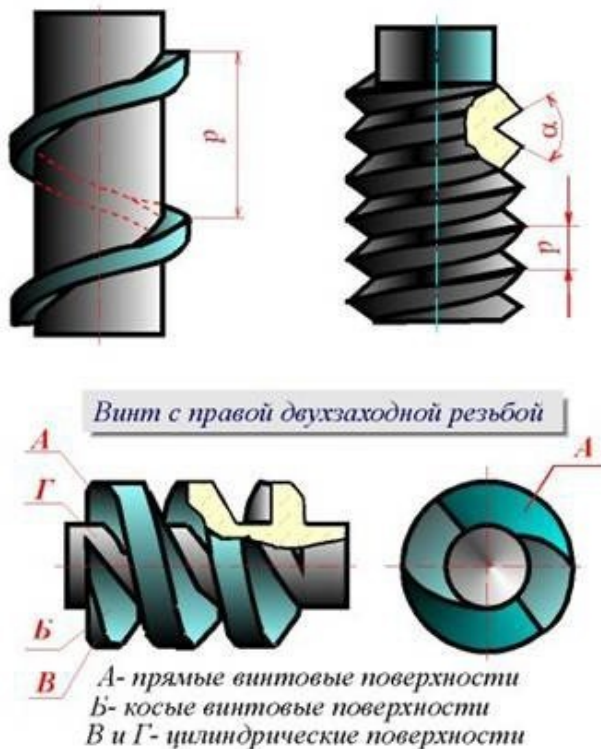 p
α
p
Винт с правой двухзаходной резьбой
А
Г
Б
В
А
А- прямые винтовые поверхности
Б- косые винтовые поверхности
В и Г- цилиндрические поверхности